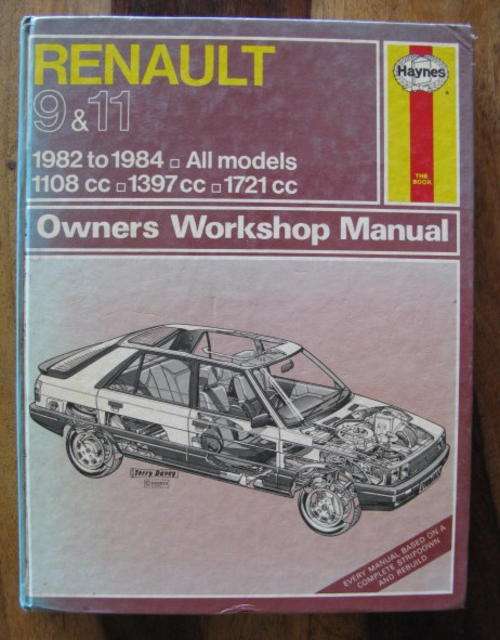 RENAULT
9 & 11
1982 to 1984 ▫ All models
1108 cc ▫ 1397 cc ▫ 1721 cc
Haynes
®
THE
BOOK
Owners Workshop Manual
Terry Davey
EVERY MANUAL BASED ON A
COMPLETE STRIPDOWN
AND REBUILD